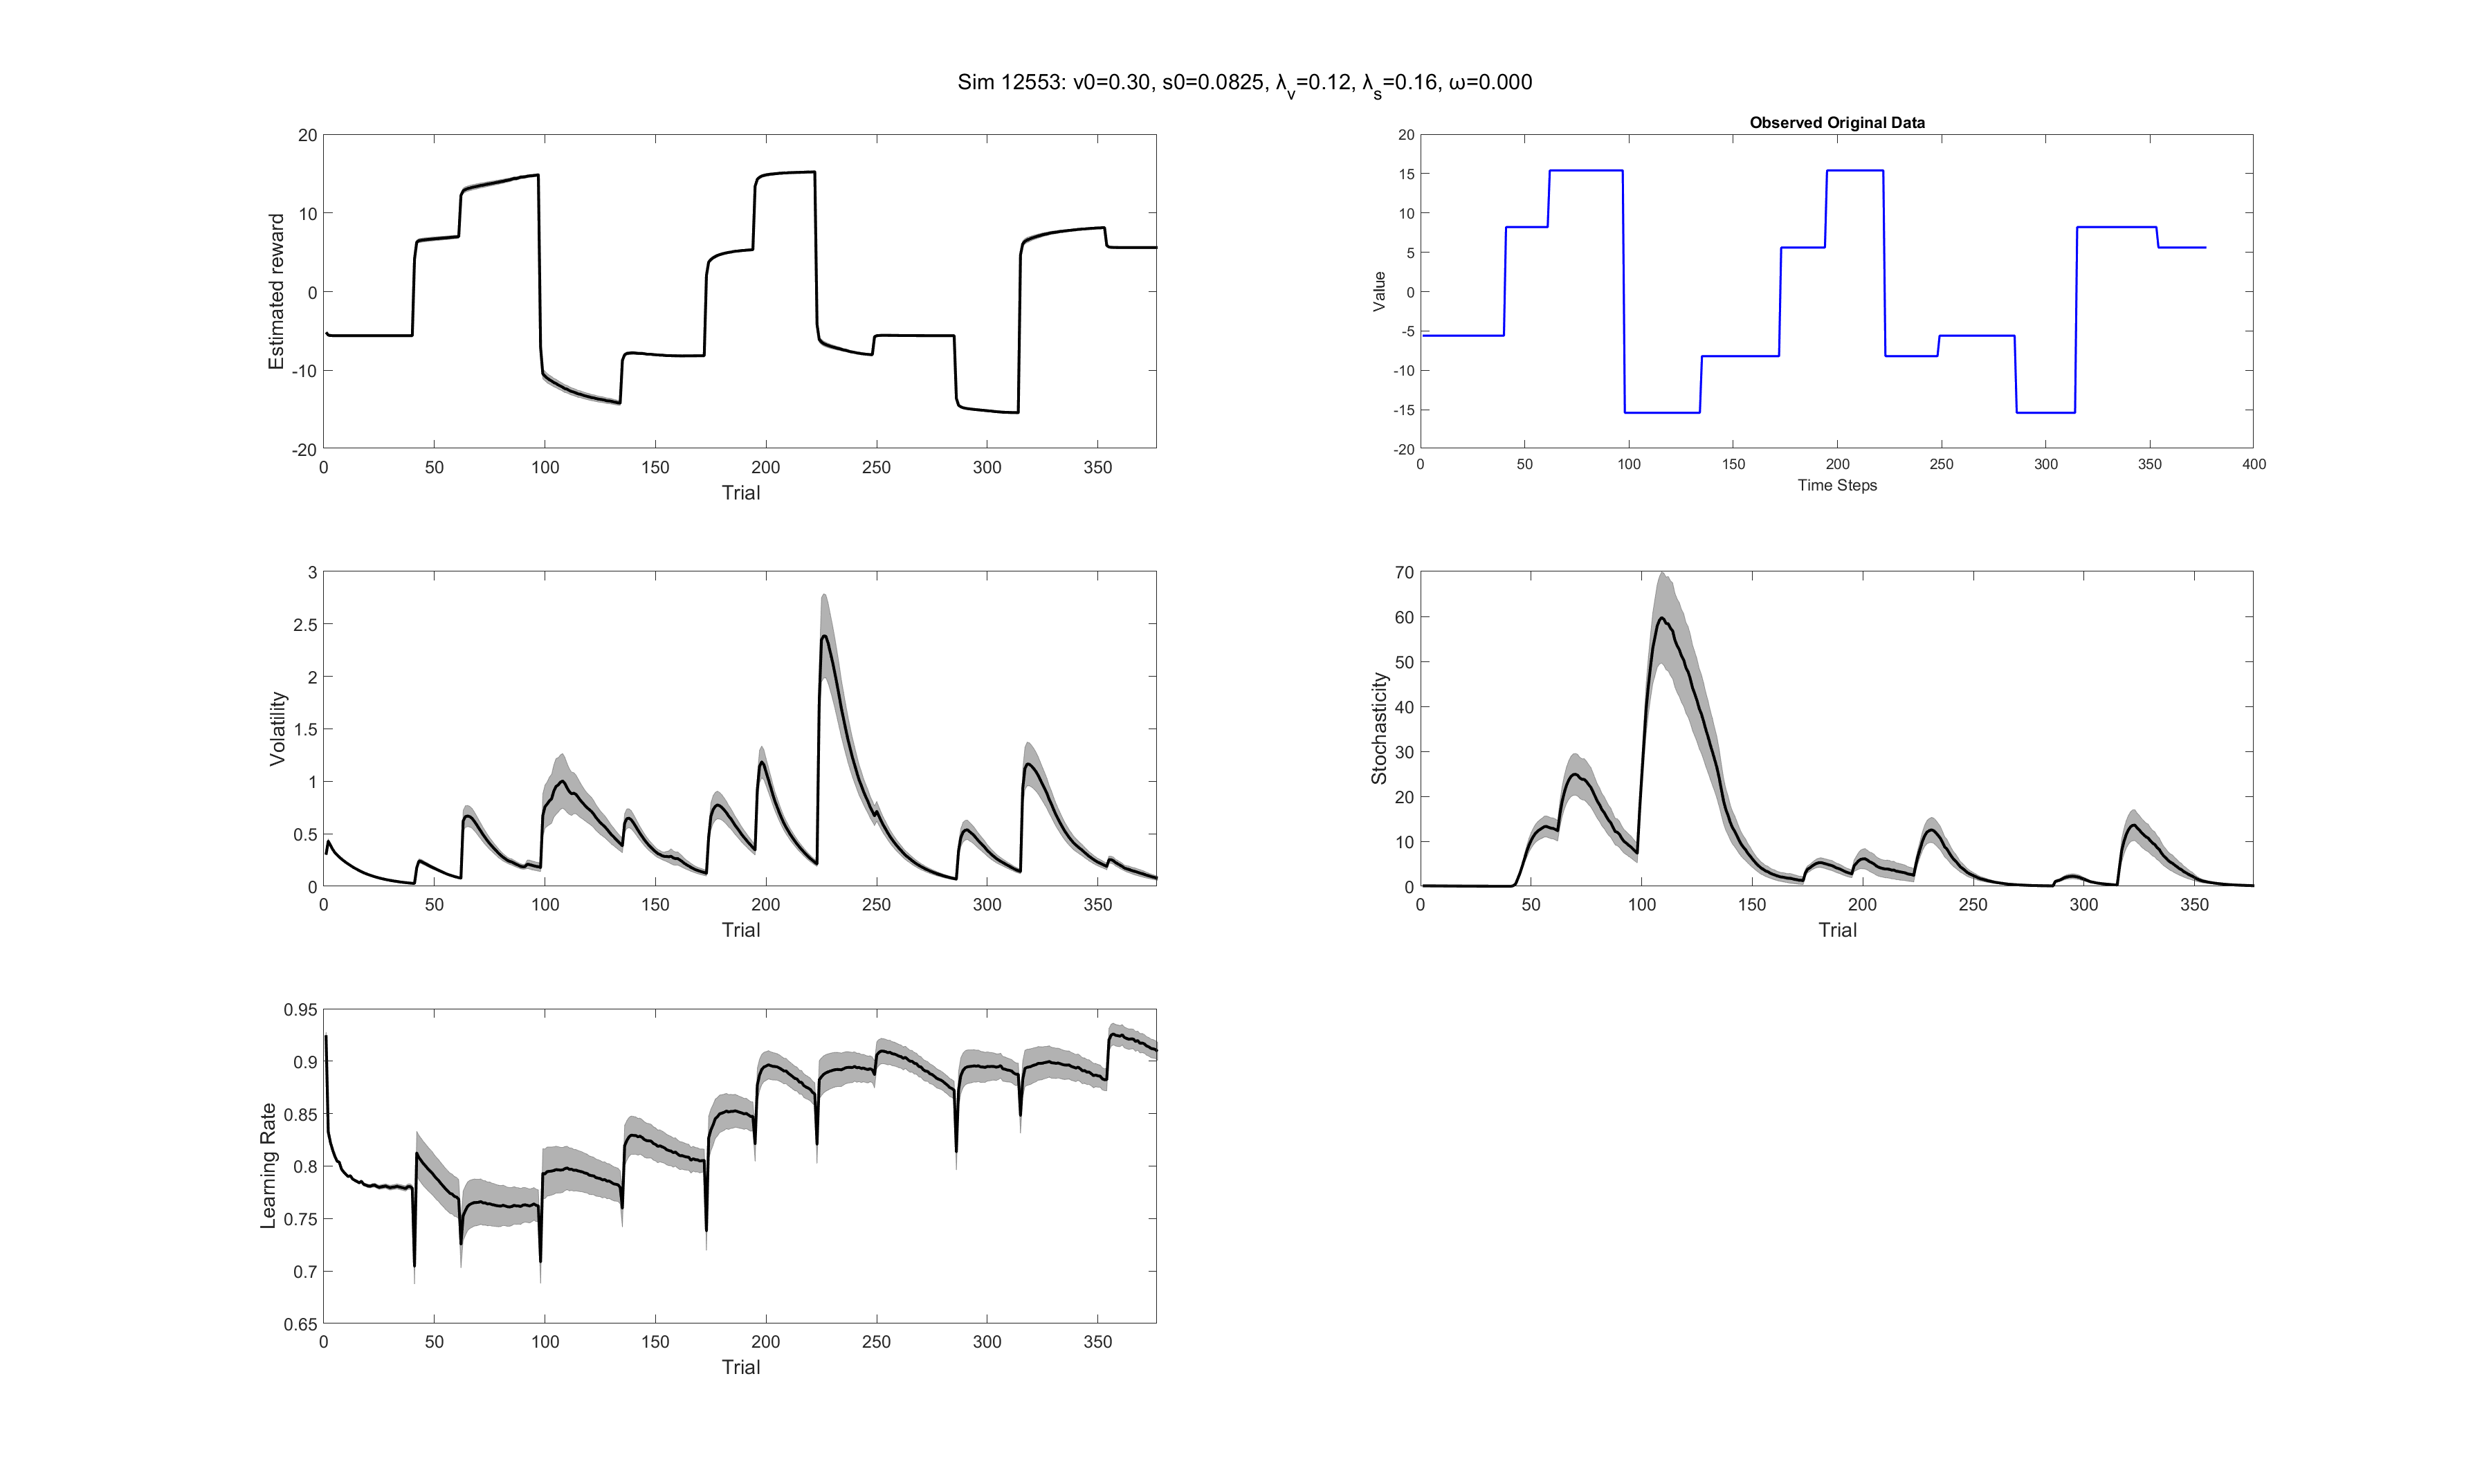 Sim 12553: v0=0.30, s0=0.0825, λv=0.12, λs=0.16, ω=0.000
20
10
0
-10
-20
Estimated reward
0 50 100 150 200 250 300 350
Trial
Observed Original Data
20
15
10
5
0
-5
-10
-15
-20
Value
0 50 100 150 200 250 300 350 400
Time Steps
3
2.5
2
1.5
1
0.5
0
Volatility
0 50 100 150 200 250 300 350
Trial
70
60
50
40
30
20
10
0
Stochasticity
0 50 100 150 200 250 300 350
Trial
0.95
0.9
0.85
0.8
0.75
0.7
0.65
Learning Rate
0 50 100 150 200 250 300 350
Trial